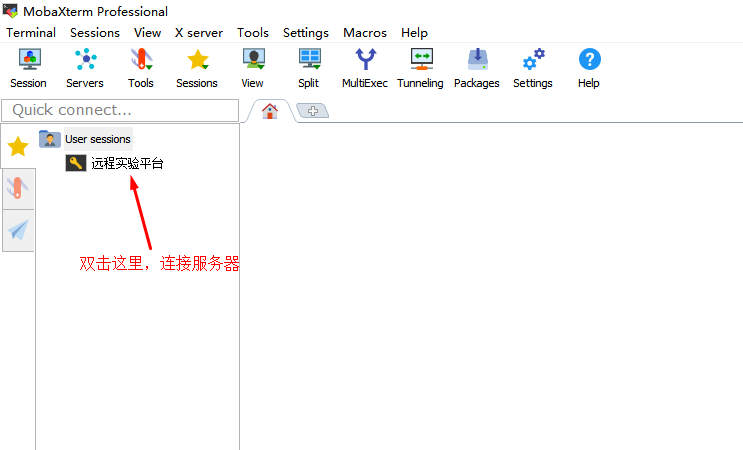 MobaXterm Professional
Terminal Sessions View X server Tools Settings Macros Help
Session Servers Tools Sessions View Split MultiExec Tunneling Packages Settings Help
Quick connect...
User sessions
远程实验平台
双击这里，连接服务器